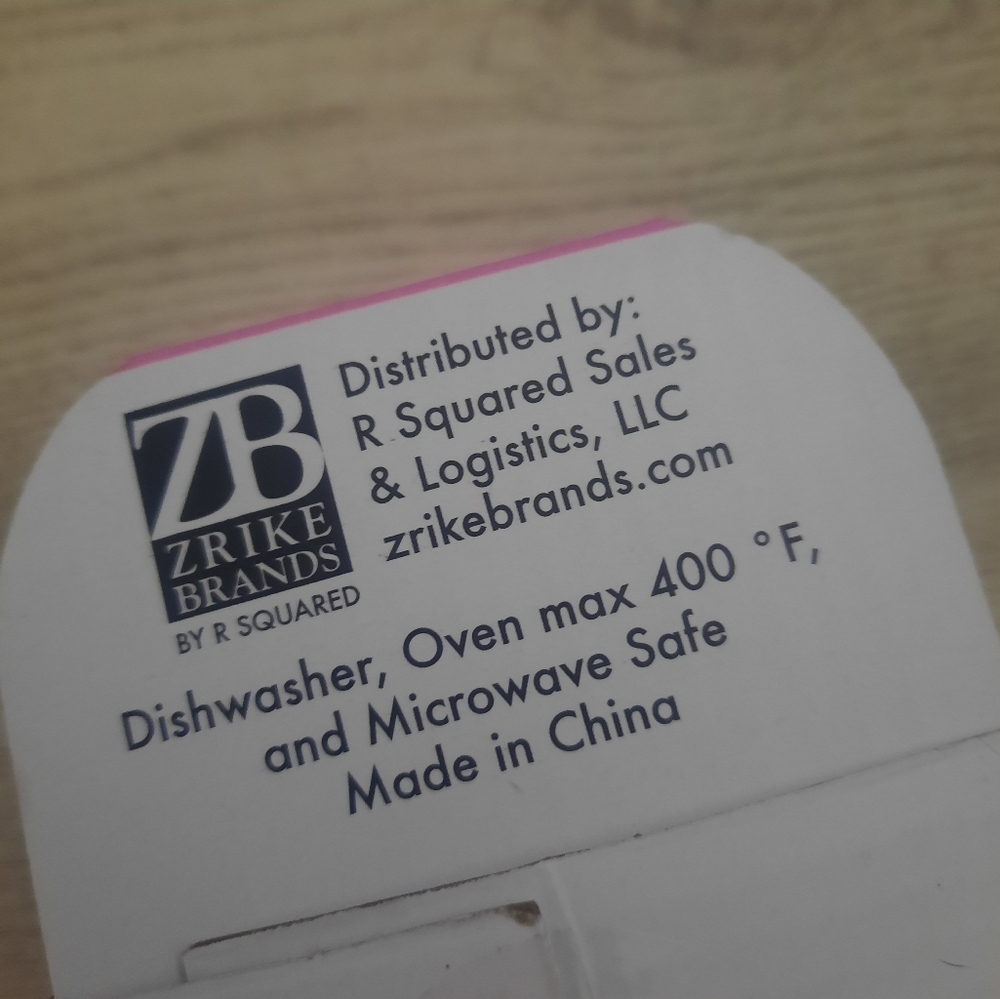 ZB
ZRIKE
BRANDS
BY R SQUARED
Distributed by:
R Squared Sales
& Logistics, LLC
zrikebrands.com
Dishwasher, Oven max 400 °F,
and Microwave Safe
Made in China